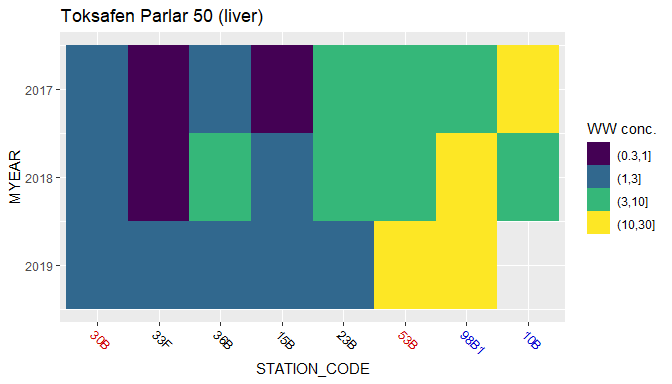 Toksafen Parlar 50 (liver)
MYEAR
2017
2018
2019
30B 33F 36B 15B 23B 53B 98B1 10B
STATION_CODE
WW conc.
(0.3,1]
(1,3]
(3,10]
(10,30]